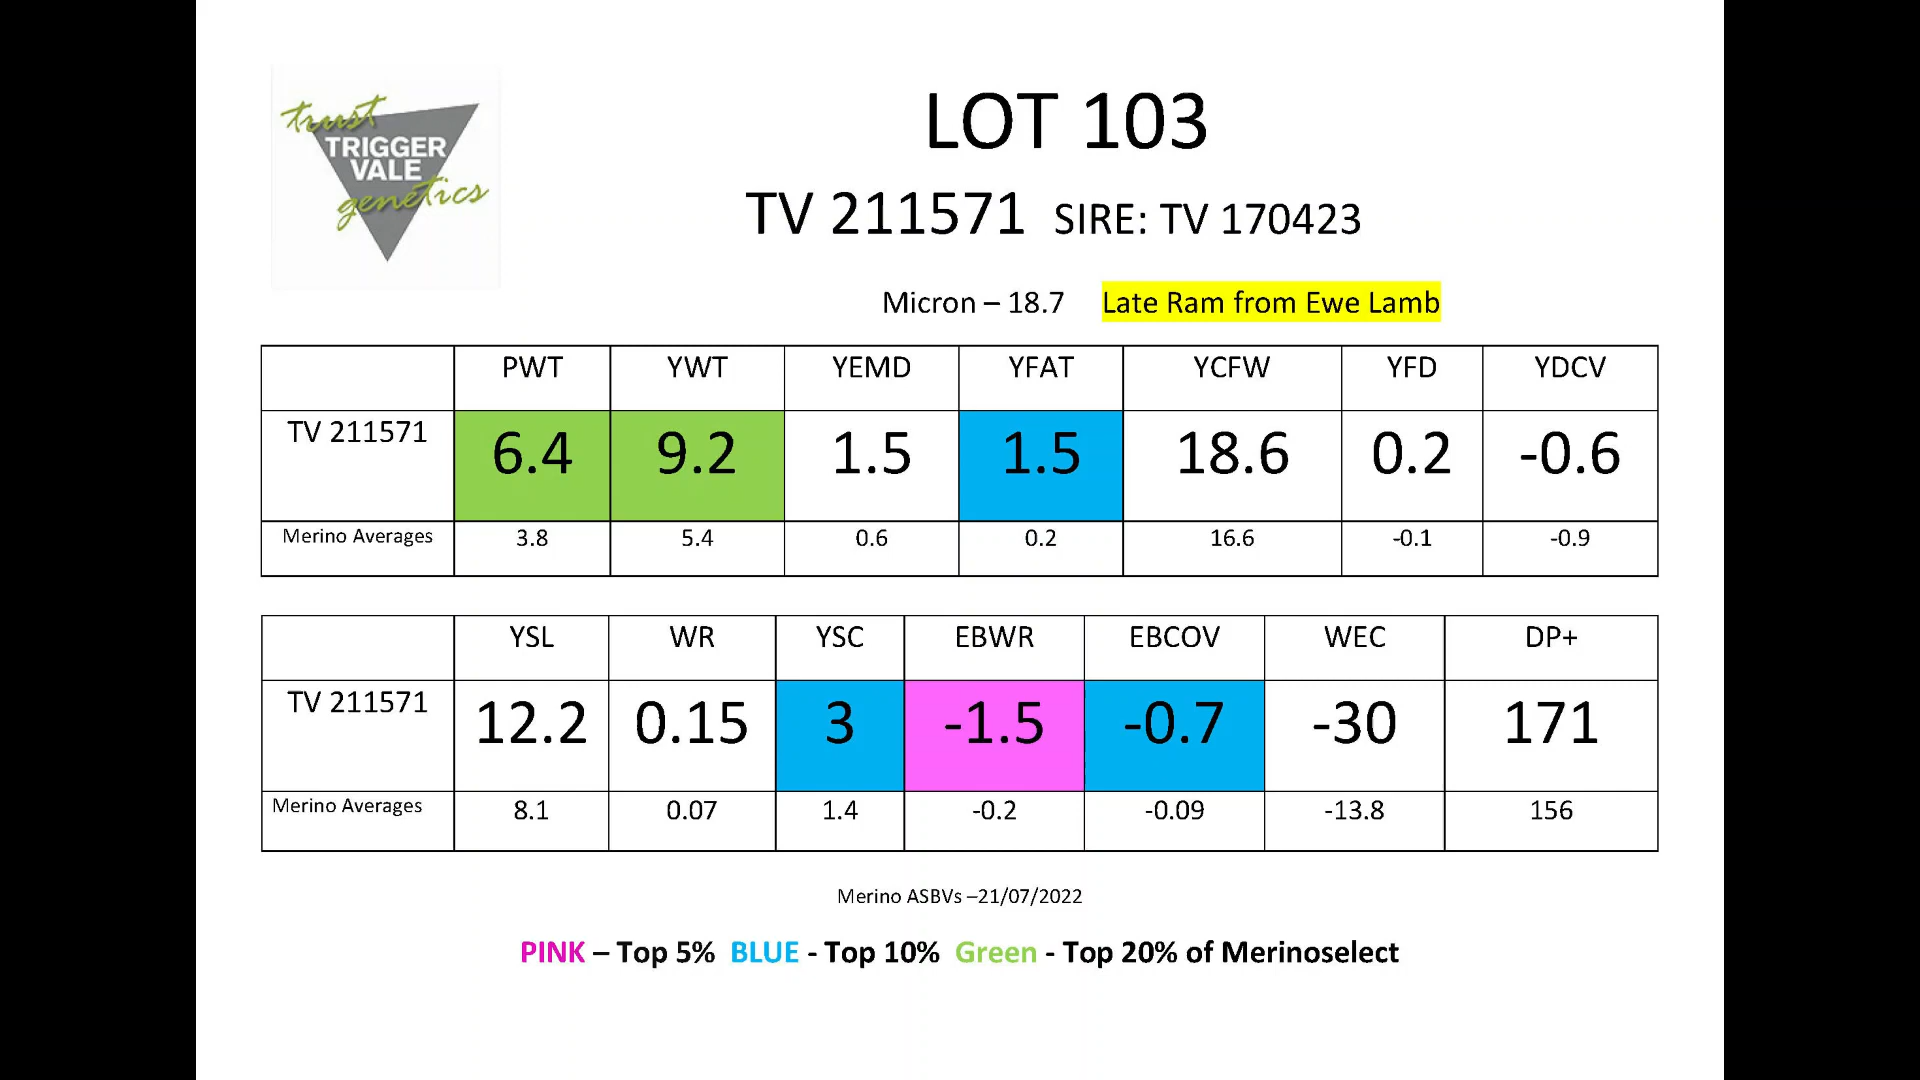 trust
TRIGGER
VALE
genetics
LOT 103
TV 211571 SIRE: TV 170423
Micron – 18.7 Late Ram from Ewe Lamb
PWT YWT YEMD YFAT YCFW YFD YDCV
TV 211571 6.4 9.2 1.5 1.5 18.6 0.2 -0.6
Merino Averages 3.8 5.4 0.6 0.2 16.6 -0.1 -0.9
YSL WR YSC EBWR EBCOV WEC DP+
TV 211571 12.2 0.15 3 -1.5 -0.7 -30 171
Merino Averages 8.1 0.07 1.4 -0.2 -0.09 -13.8 156
Merino ASBVs –21/07/2022
PINK – Top 5% BLUE - Top 10% Green - Top 20% of Merinoselect